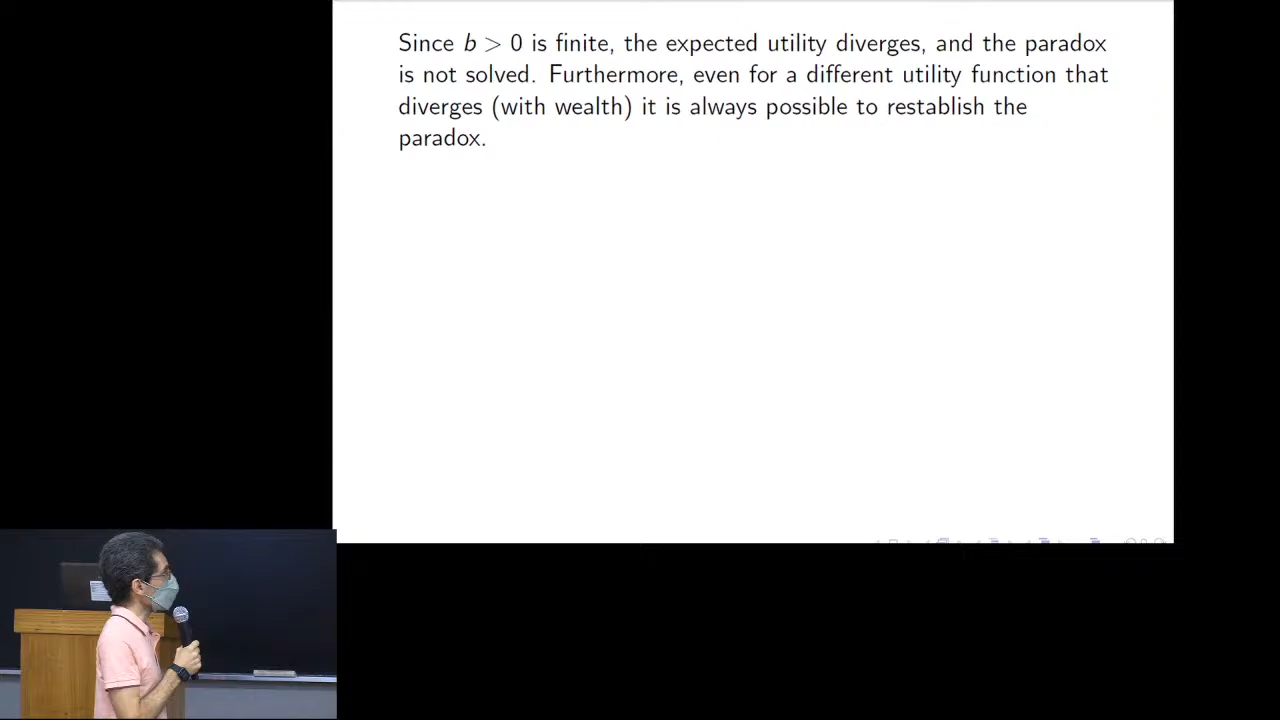 Since b > 0 is finite, the expected utility diverges, and the paradox
is not solved. Furthermore, even for a different utility function that
diverges (with wealth) it is always possible to restablish the
paradox.